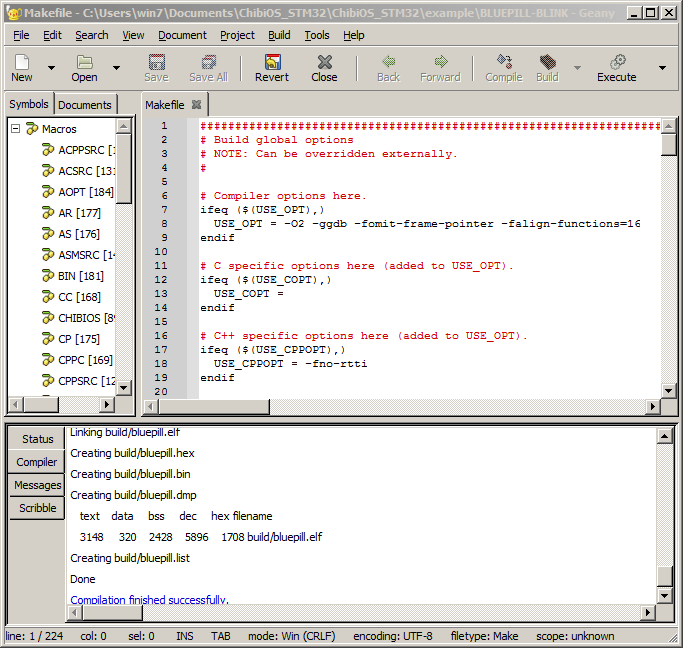 Makefile - C:\Users\win7\Documents\ChibiOS_STM32\ChibiOS_STM32\example\BLUEPILL-BLINK - Geany
File Edit Search View Document Project Build Tools Help
New Open Save Save All Revert Close Back Forward Compile Build Execute
Symbols Documents
Makefile
Macros
ACPPSRC [1
ACSRC [131
AOPT [184]
AR [177]
AS [176]
ASMSRC [14
BIN [181]
CC [168]
CHIBIOS [89
CP [175]
CPPC [169]
CPPSRC [12
1 ##################################################################
2 # Build global options
3 # NOTE: Can be overridden externally.
4 #
5
6 # Compiler options here.
7 ifeq ($(USE_OPT),)
8 USE_OPT = -O2 -ggdb -fomit-frame-pointer -falign-functions=16
9 endif
10
11 # C specific options here (added to USE_OPT).
12 ifeq ($(USE_COPT),)
13 USE_COPT =
14 endif
15
16 # C++ specific options here (added to USE_OPT).
17 ifeq ($(USE_CPPOPT),)
18 USE_CPPOPT = -fno-rtti
19 endif
20
Status
Compiler
Messages
Scribble
Linking build/bluepill.elf
Creating build/bluepill.hex
Creating build/bluepill.bin
Creating build/bluepill.dmp
text data bss dec hex filename
3148 320 2428 5896 1708 build/bluepill.elf
Creating build/bluepill.list
Done
Compilation finished successfully.
line: 1 / 224 col: 0 sel: 0 INS TAB mode: Win (CRLF) encoding: UTF-8 filetype: Make scope: unknown